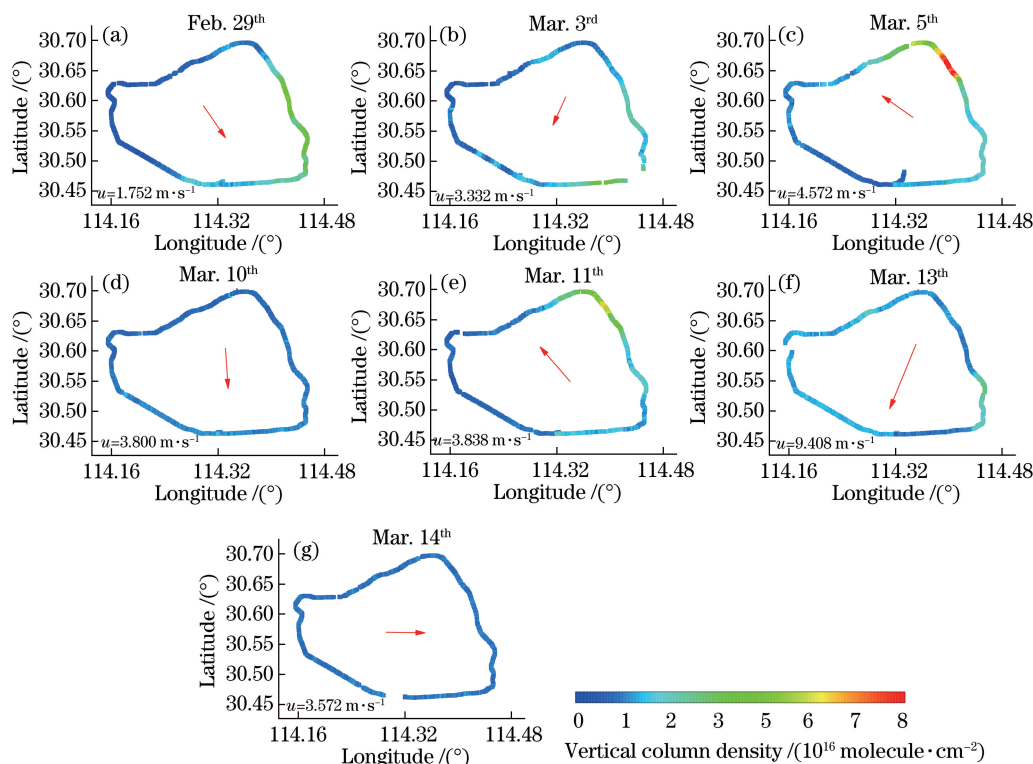 (a)
Feb. 29th
30.70
30.65
30.60
30.55
30.50
30.45
Latitude /(°)
u=1.752 m·s⁻¹
114.16 114.32 114.48
Longitude /(°)
(b)
Mar. 3rd
30.70
30.65
30.60
30.55
30.50
30.45
Latitude /(°)
u=3.332 m·s⁻¹
114.16 114.32 114.48
Longitude /(°)
(c)
Mar. 5th
30.70
30.65
30.60
30.55
30.50
30.45
Latitude /(°)
u=4.572 m·s⁻¹
114.16 114.32 114.48
Longitude /(°)
(d)
Mar. 10th
30.70
30.65
30.60
30.55
30.50
30.45
Latitude /(°)
u=3.800 m·s⁻¹
114.16 114.32 114.48
Longitude /(°)
(e)
Mar. 11th
30.70
30.65
30.60
30.55
30.50
30.45
Latitude /(°)
u=3.838 m·s⁻¹
114.16 114.32 114.48
Longitude /(°)
(f)
Mar. 13th
30.70
30.65
30.60
30.55
30.50
30.45
Latitude /(°)
u=9.408 m·s⁻¹
114.16 114.32 114.48
Longitude /(°)
(g)
Mar. 14th
30.70
30.65
30.60
30.55
30.50
30.45
Latitude /(°)
u=3.572 m·s⁻¹
114.16 114.32 114.48
Longitude /(°)
0 1 2 3 4 5 6 7 8
Vertical column density /(10¹⁶ molecule·cm⁻²)